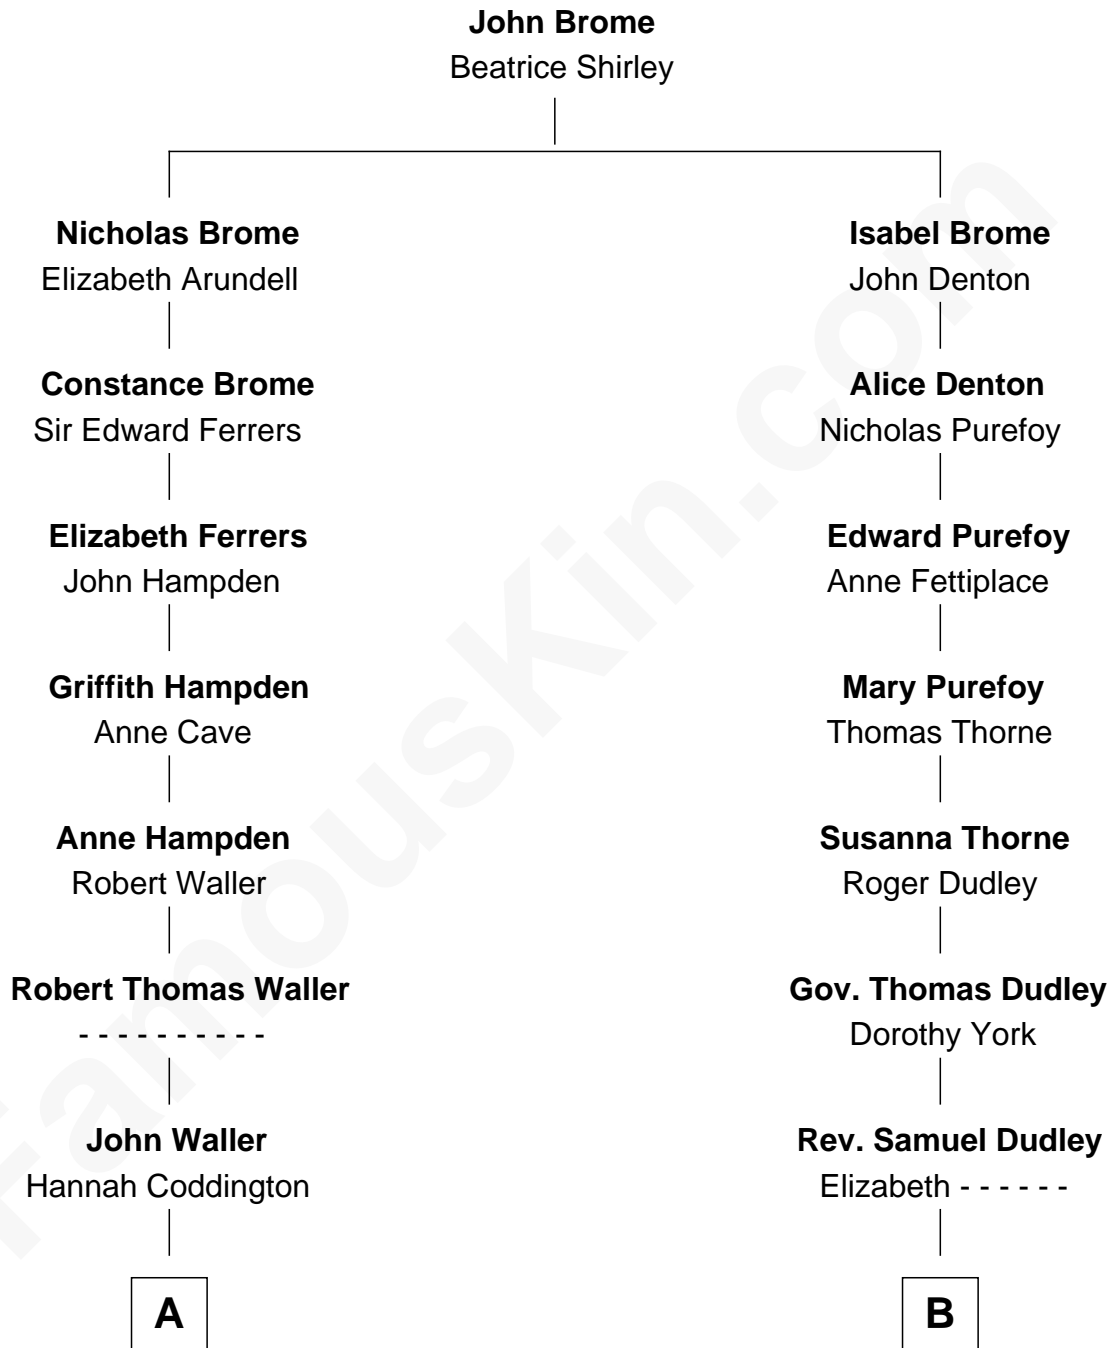 John Brome
Beatrice Shirley
Nicholas Brome
Elizabeth Arundell
Isabel Brome
John Denton
Constance Brome
Sir Edward Ferrers
Alice Denton
Nicholas Purefoy
Elizabeth Ferrers
John Hampden
Edward Purefoy
Anne Fettiplace
Griffith Hampden
Anne Cave
Mary Purefoy
Thomas Thorne
Anne Hampden
Robert Waller
Susanna Thorne
Roger Dudley
Robert Thomas Waller
- - - - - - - - - -
Gov. Thomas Dudley
Dorothy York
John Waller
Hannah Coddington
Rev. Samuel Dudley
Elizabeth - - - - - -
A
B
FamousKin.com